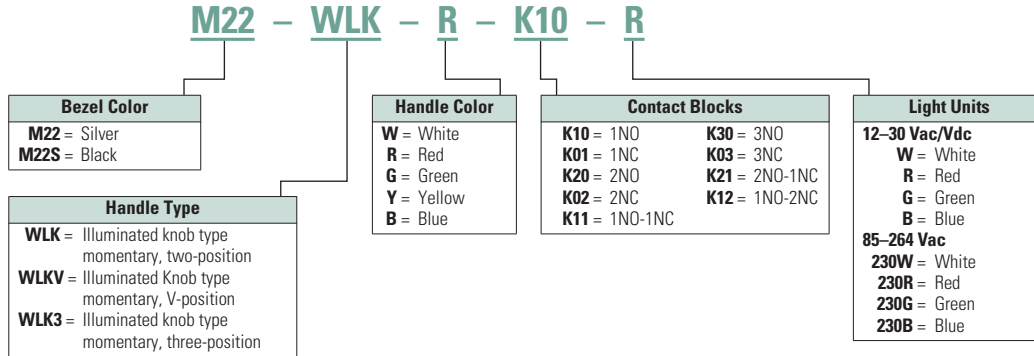 M22 – WLK – R – K10 – R
Bezel Color
M22 = Silver
M22S = Black
Handle Type
WLK = Illuminated knob type
momentary, two-position
WLKV = Illuminated Knob type
momentary, V-position
WLK3 = Illuminated knob type
momentary, three-position
Handle Color
W = White
R = Red
G = Green
Y = Yellow
B = Blue
Contact Blocks
K10 = 1NO
K01 = 1NC
K20 = 2NO
K02 = 2NC
K11 = 1NO-1NC
K30 = 3NO
K03 = 3NC
K21 = 2NO-1NC
K12 = 1NO-2NC
Light Units
12–30 Vac/Vdc
W = White
R = Red
G = Green
B = Blue
85–264 Vac
230W = White
230R = Red
230G = Green
230B = Blue